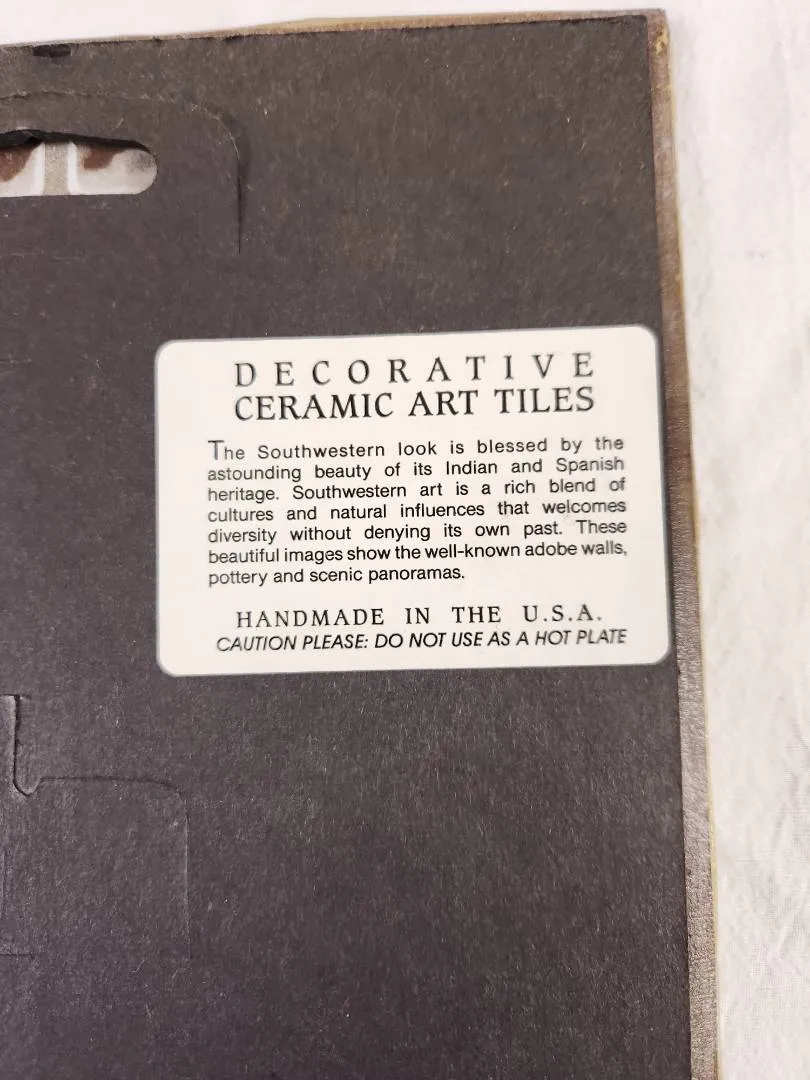 DECORATIVE
CERAMIC ART TILES
The Southwestern look is blessed by the
astounding beauty of its Indian and Spanish
heritage. Southwestern art is a rich blend of
cultures and natural influences that welcomes
diversity without denying its own past. These
beautiful images show the well-known adobe walls,
pottery and scenic panoramas.
HANDMADE IN THE U.S.A.
CAUTION PLEASE: DO NOT USE AS A HOT PLATE